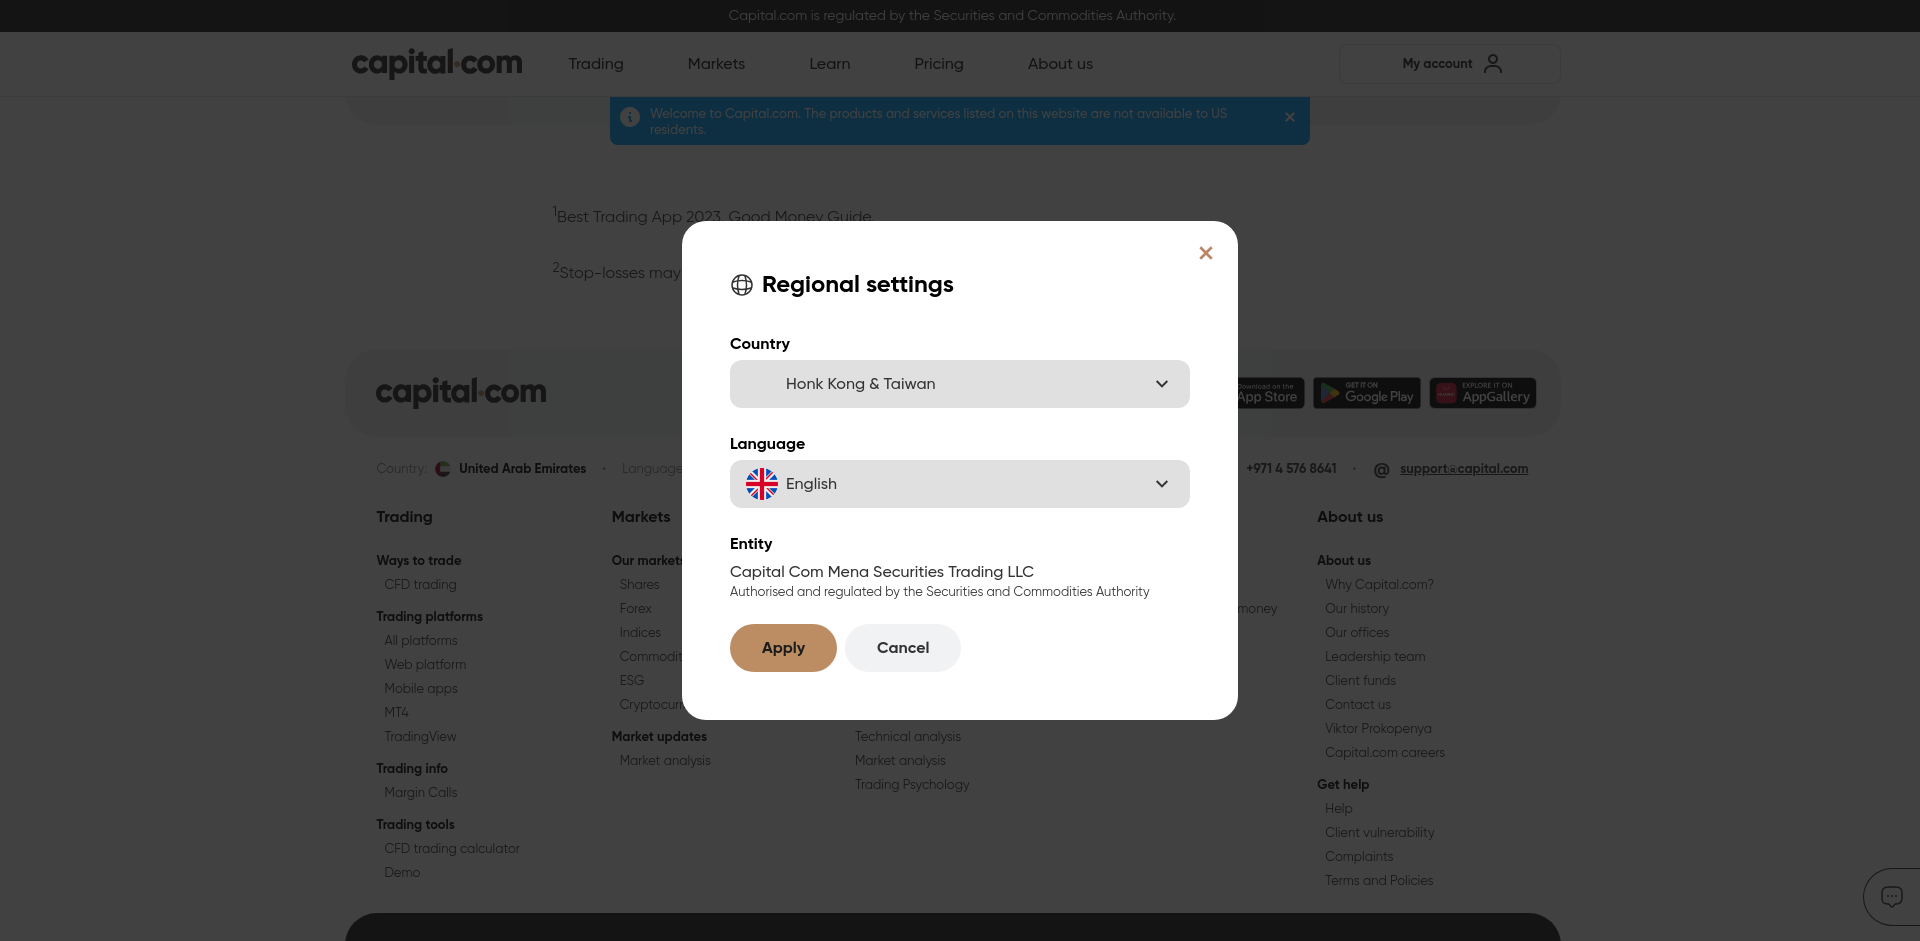 Capital.com is regulated by the Securities and Commodities Authority.
capital.com
Trading
Markets
Learn
Pricing
About us
My account
Welcome to Capital.com. The products and services listed on this website are not available to US
residents.
1Best Trading App 2023, Good Money Guide.
2Stop-losses may
Regional settings
Country
Honk Kong & Taiwan
Language
English
Entity
Capital Com Mena Securities Trading LLC
Authorised and regulated by the Securities and Commodities Authority
Apply
Cancel
capital.com
Download on the
App Store
GET IT ON
Google Play
EXPLORE IT ON
AppGallery
Country:
United Arab Emirates
Language
+971 4 576 8641
support@capital.com
Trading
Ways to trade
CFD trading
Trading platforms
All platforms
Web platform
Mobile apps
MT4
TradingView
Trading info
Margin Calls
Trading tools
CFD trading calculator
Demo
Markets
Our markets
Shares
Forex
Indices
Commodit
ESG
Cryptocurr
Market updates
Market analysis
Technical analysis
Market analysis
Trading Psychology
money
About us
About us
Why Capital.com?
Our history
Our offices
Leadership team
Client funds
Contact us
Viktor Prokopenya
Capital.com careers
Get help
Help
Client vulnerability
Complaints
Terms and Policies